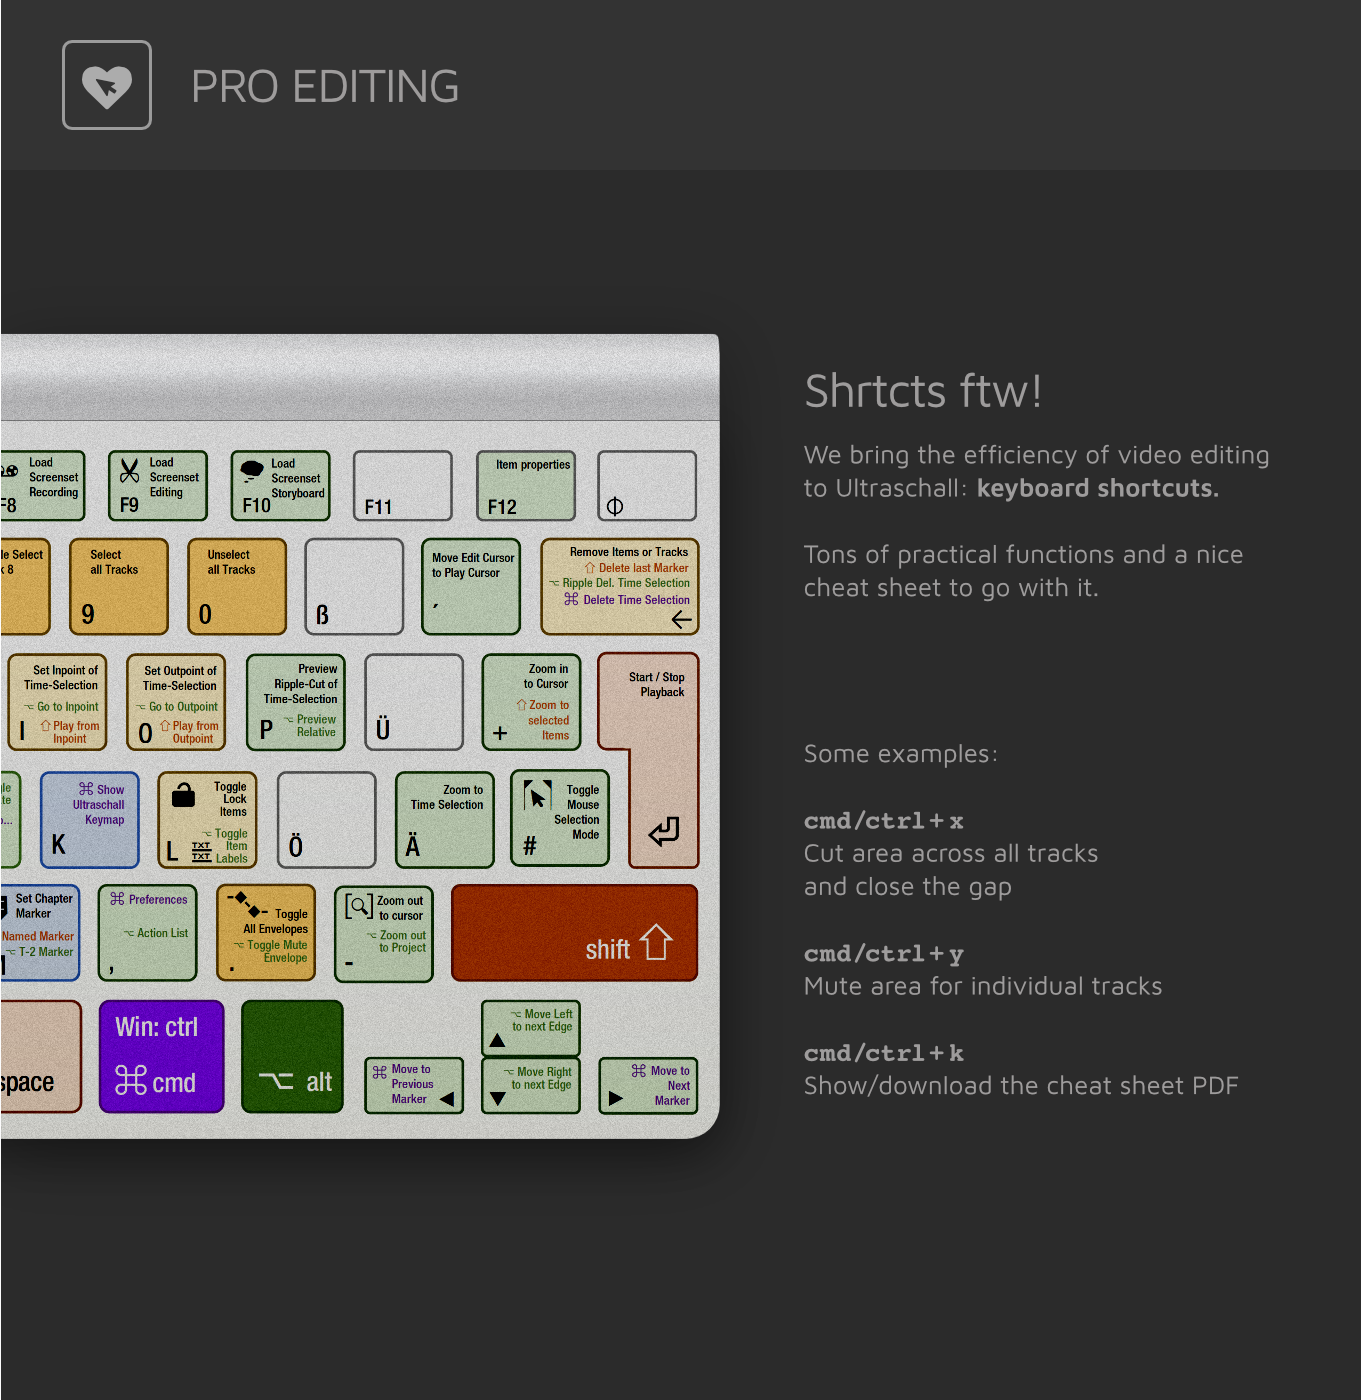 PRO EDITING
Load
Screenset
Recording
F8
Load
Screenset
Editing
F9
Load
Screenset
Storyboard
F10
F11
Item properties
F12
Select
8
Select
all Tracks
9
Unselect
all Tracks
0
ß
Move Edit Cursor
to Play Cursor
´
Remove Items or Tracks
⇧ Delete last Marker
⌥ Ripple Del. Time Selection
⌘ Delete Time Selection
←
Set Inpoint of
Time-Selection
⌥ Go to Inpoint
⇧ Play from
Inpoint
I
Set Outpoint of
Time-Selection
⌥ Go to Outpoint
⇧ Play from
Outpoint
O
Preview
Ripple-Cut of
Time-Selection
⌥ Preview
Relative
P
Ü
Zoom in
to Cursor
⇧ Zoom to
selected
Items
+
Start / Stop
Playback
⌘ Show
Ultraschall
Keymap
K
Toggle
Lock
Items
⌥ Toggle
Item
Labels
TXT
TXT
L
Ö
Zoom to
Time Selection
Ä
Toggle
Mouse
Selection
Mode
#
Set Chapter
Marker
Named Marker
⌥ T-2 Marker
⌘ Preferences
⌥ Action List
,
Toggle
All Envelopes
⌥ Toggle Mute
Envelope
.
Zoom out
to cursor
⌥ Zoom out
to Project
-
shift ⇧
space
Win: ctrl
⌘ cmd
⌥ alt
⌘ Move to
Previous
Marker ◀
⌥ Move Left
to next Edge
▲
⌥ Move Right
to next Edge
▼
⌘ Move to
Next
Marker
▶
Shrtcts ftw!
We bring the efficiency of video editing
to Ultraschall: keyboard shortcuts.
Tons of practical functions and a nice
cheat sheet to go with it.
Some examples:
cmd/ctrl+x
Cut area across all tracks
and close the gap
cmd/ctrl+y
Mute area for individual tracks
cmd/ctrl+k
Show/download the cheat sheet PDF